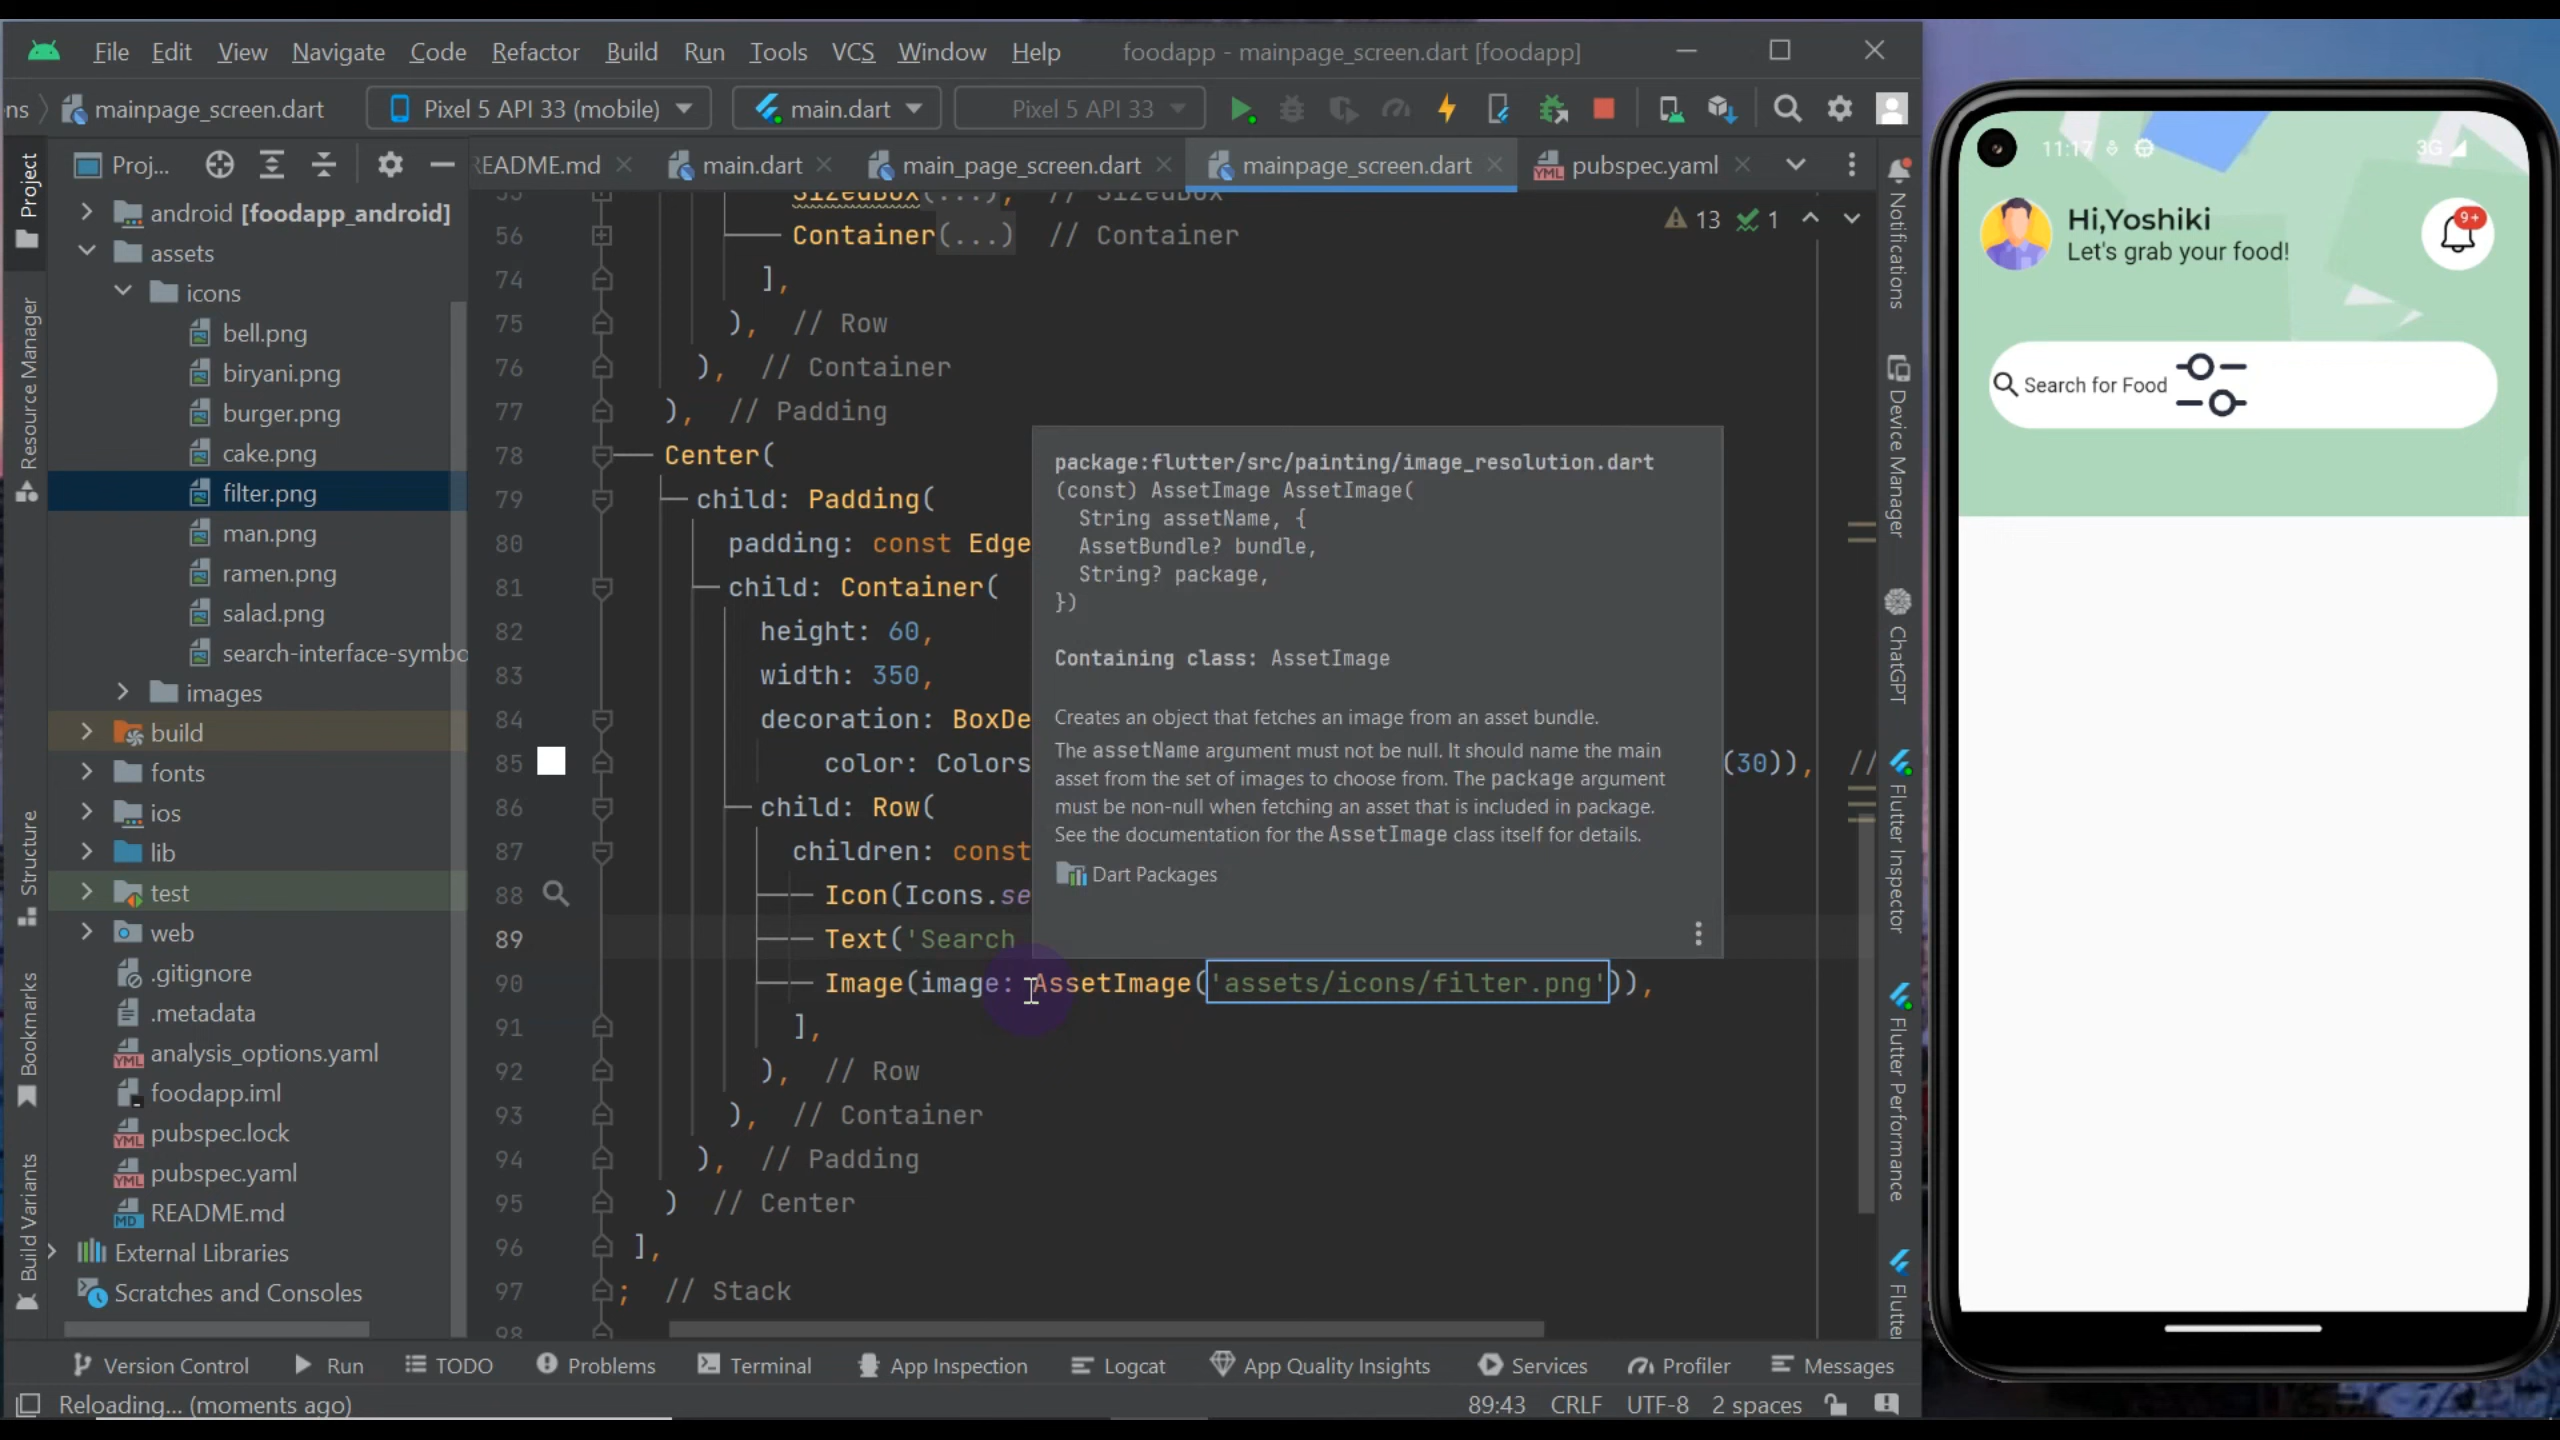 File Edit View Navigate Code Refactor Build Run Tools VCS Window Help foodapp - mainpage_screen.dart [foodapp]
ns mainpage_screen.dart Pixel 5 API 33 (mobile) main.dart Pixel 5 API 33
Proj... README.md main.dart main_page_screen.dart mainpage_screen.dart pubspec.yaml
Project
Resource Manager
Structure
Bookmarks
Build Variants
android [foodapp_android]
assets
icons
bell.png
biryani.png
burger.png
cake.png
filter.png
man.png
ramen.png
salad.png
search-interface-symbo
images
build
fonts
ios
lib
test
web
.gitignore
.metadata
analysis_options.yaml
foodapp.iml
pubspec.lock
pubspec.yaml
README.md
External Libraries
Scratches and Consoles
13 1
55 SizedBox(...), // SizedBox
56 Container(...) // Container
74 ],
75 ), // Row
76 ), // Container
77 ), // Padding
78 Center(
79 child: Padding(
80 padding: const Edge
81 child: Container(
82 height: 60,
83 width: 350,
84 decoration: BoxDe
85 color: Colors (30)), //
86 child: Row(
87 children: const
88 Icon(Icons.se
89 Text('Search
90 Image(image: AssetImage('assets/icons/filter.png')),
91 ],
92 ), // Row
93 ), // Container
94 ), // Padding
95 ) // Center
96 ],
97 ; // Stack
98
package:flutter/src/painting/image_resolution.dart
(const) AssetImage AssetImage(
String assetName, {
AssetBundle? bundle,
String? package,
})
Containing class: AssetImage
Creates an object that fetches an image from an asset bundle.
The assetName argument must not be null. It should name the main
asset from the set of images to choose from. The package argument
must be non-null when fetching an asset that is included in package.
See the documentation for the AssetImage class itself for details.
Dart Packages
Notifications
Device Manager
ChatGPT
Flutter Inspector
Flutter Performance
Flutter
Version Control Run TODO Problems Terminal App Inspection Logcat App Quality Insights Services Profiler Messages
Reloading... (moments ago) 89:43 CRLF UTF-8 2 spaces
11:17 3G
Hi,Yoshiki
Let's grab your food!
9+
Search for Food